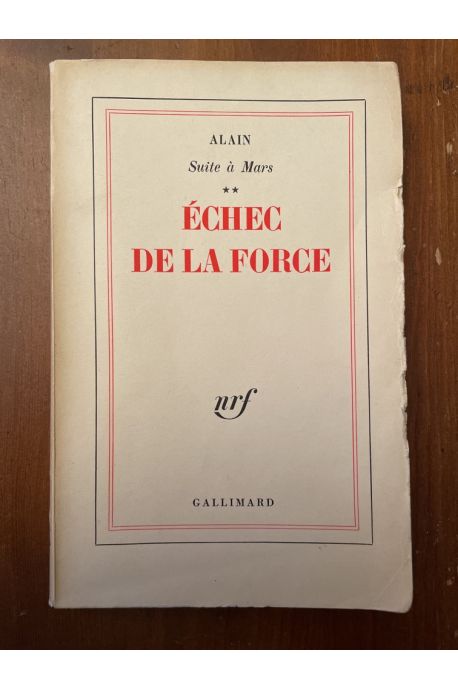 ALAIN
Suite à Mars
**
ÉCHEC
DE LA FORCE
nrf
GALLIMARD